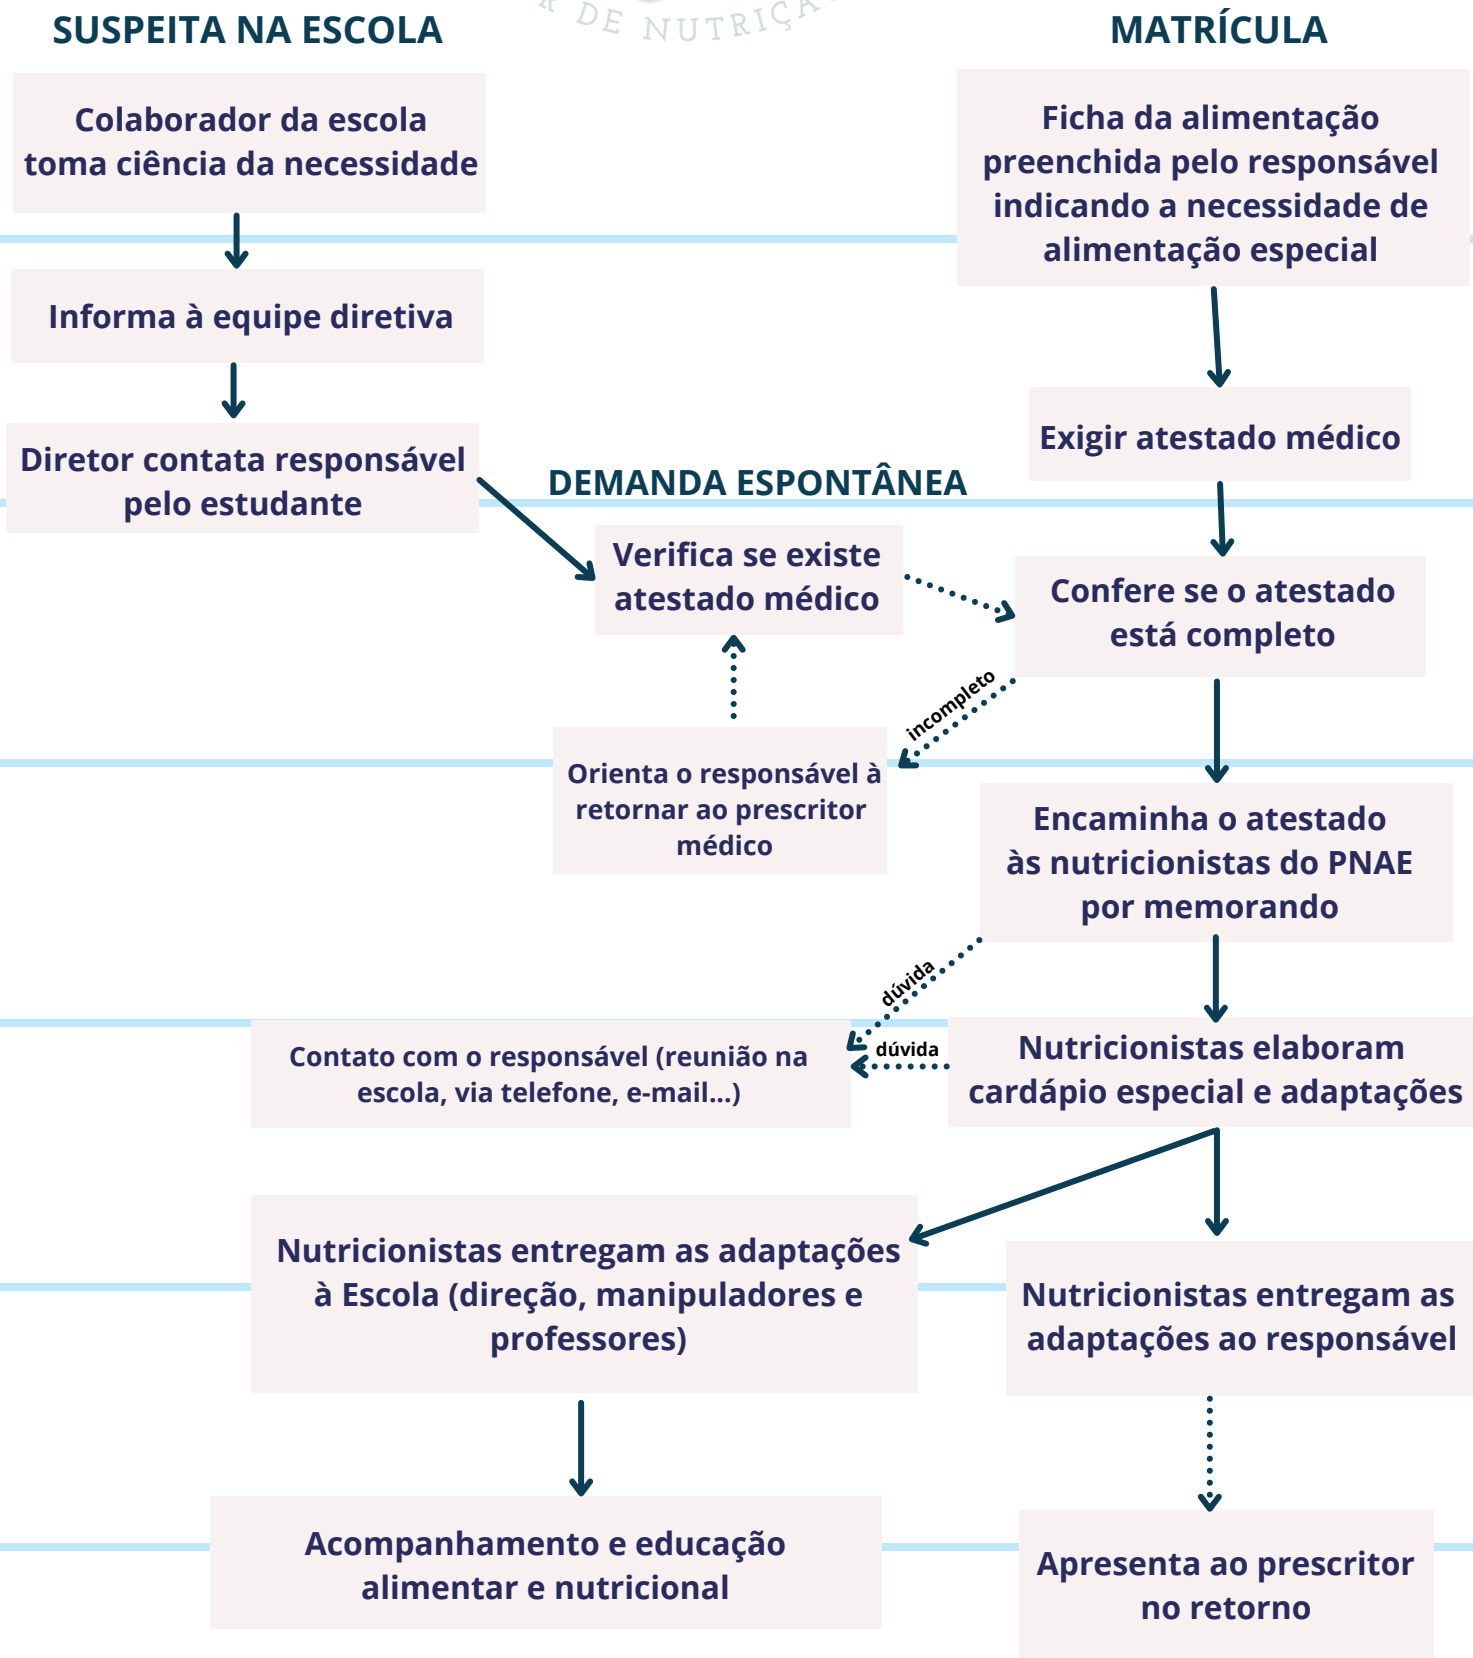 R DE NUTRIÇÃ
SUSPEITA NA ESCOLA
Colaborador da escola
toma ciência da necessidade
Informa à equipe diretiva
Diretor contata responsável
pelo estudante
DEMANDA ESPONTÂNEA
Verifica se existe
atestado médico
Orienta o responsável à
retornar ao prescritor
médico
MATRÍCULA
Ficha da alimentação
preenchida pelo responsável
indicando a necessidade de
alimentação especial
Exigir atestado médico
Confere se o atestado
está completo
incompleto
Encaminha o atestado
às nutricionistas do PNAE
por memorando
dúvida
Contato com o responsável (reunião na
escola, via telefone, e-mail...)
dúvida
Nutricionistas elaboram
cardápio especial e adaptações
Nutricionistas entregam as adaptações
à Escola (direção, manipuladores e
professores)
Nutricionistas entregam as
adaptações ao responsável
Acompanhamento e educação
alimentar e nutricional
Apresenta ao prescritor
no retorno